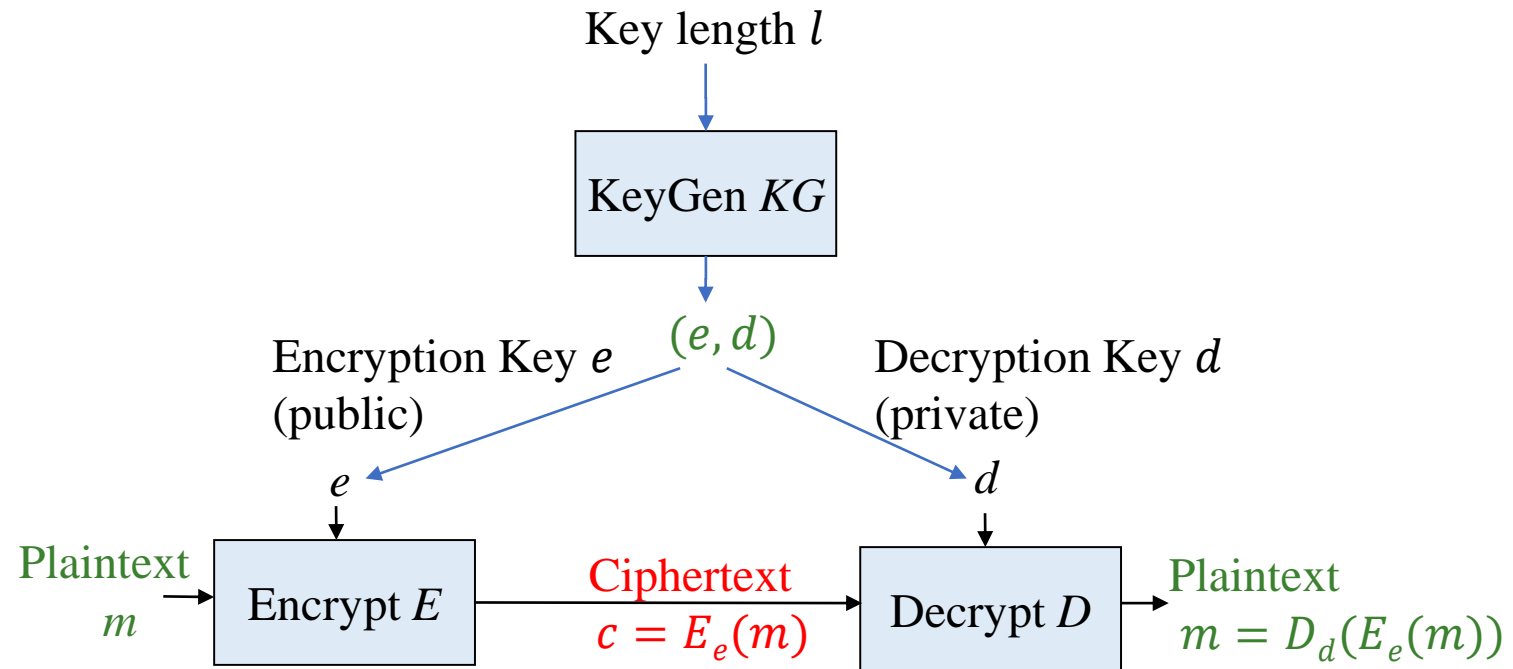 Key length l
KeyGen KG
(e, d)
Encryption Key e
(public)
Decryption Key d
(private)
e
d
Plaintext
m
Encrypt E
Ciphertext
c = E_e(m)
Decrypt D
Plaintext
m = D_d(E_e(m))